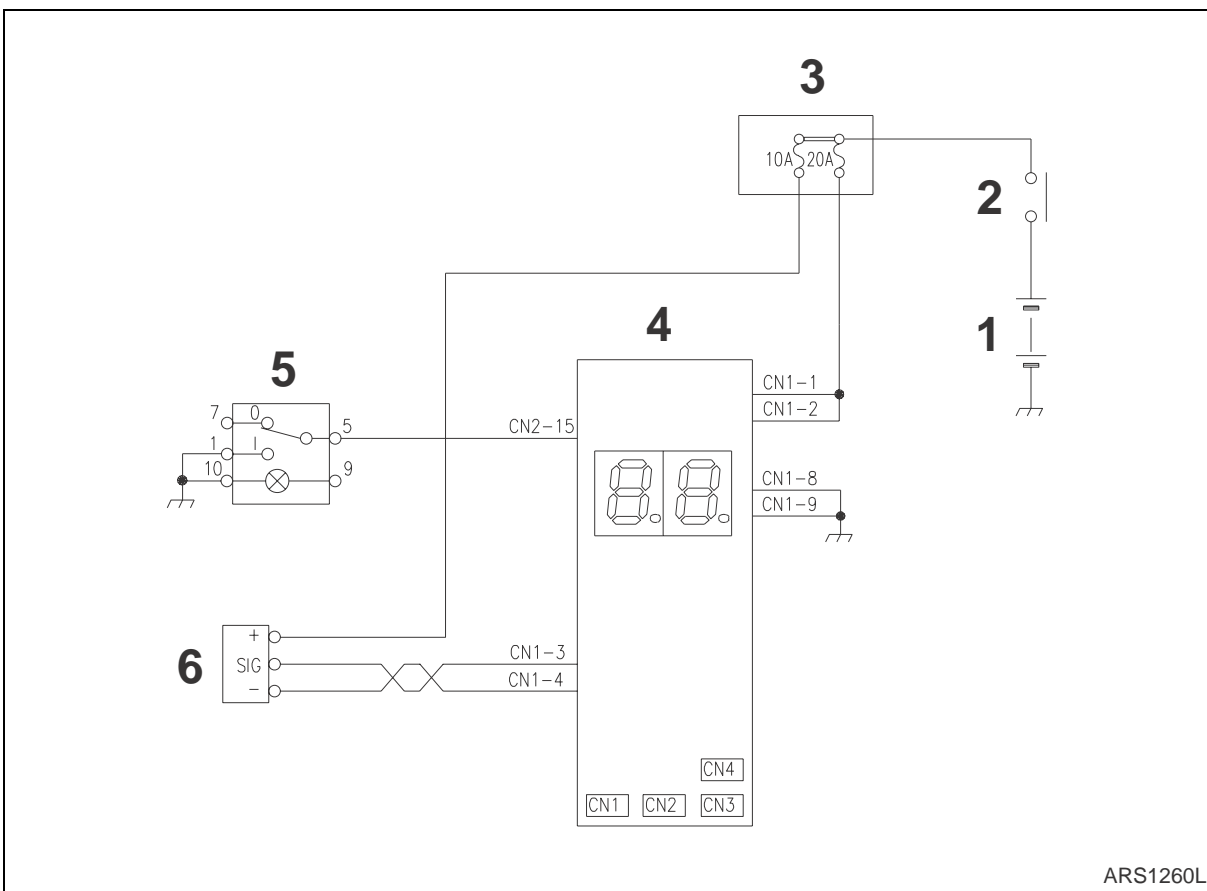 3
10A 20A
2
1
4
5
CN1-1
CN1-2
7 0 5
CN2-15
1 I
10 9
CN1-8
CN1-9
+
6 SIG
-
CN1-3
CN1-4
CN4
CN1 CN2 CN3
ARS1260L